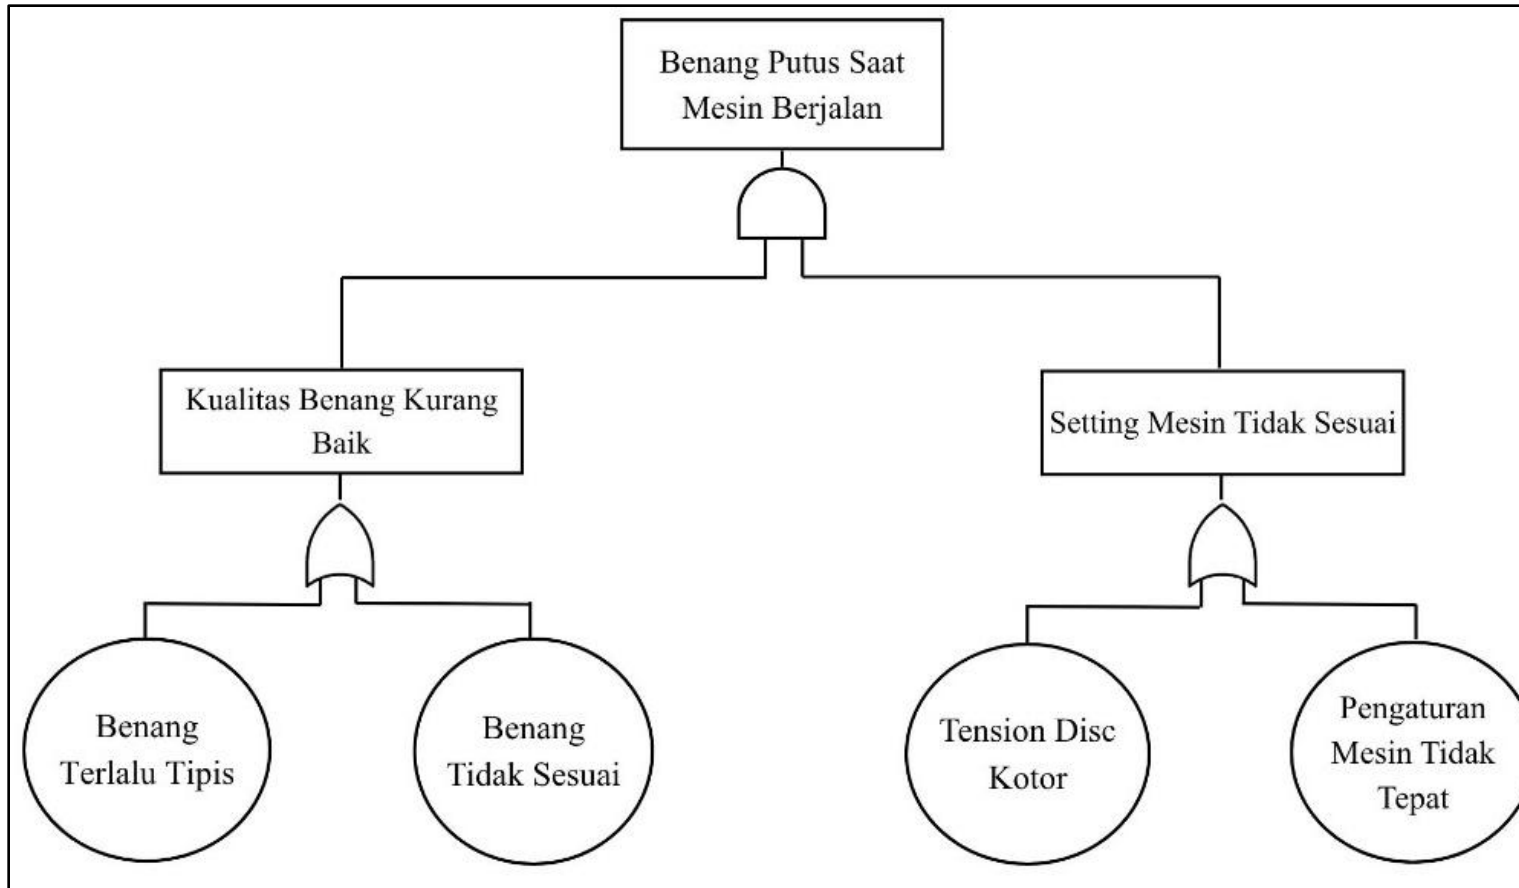 Benang Putus Saat
Mesin Berjalan
Kualitas Benang Kurang
Baik
Setting Mesin Tidak Sesuai
Benang
Terlalu Tipis
Benang
Tidak Sesuai
Tension Disc
Kotor
Pengaturan
Mesin Tidak
Tepat